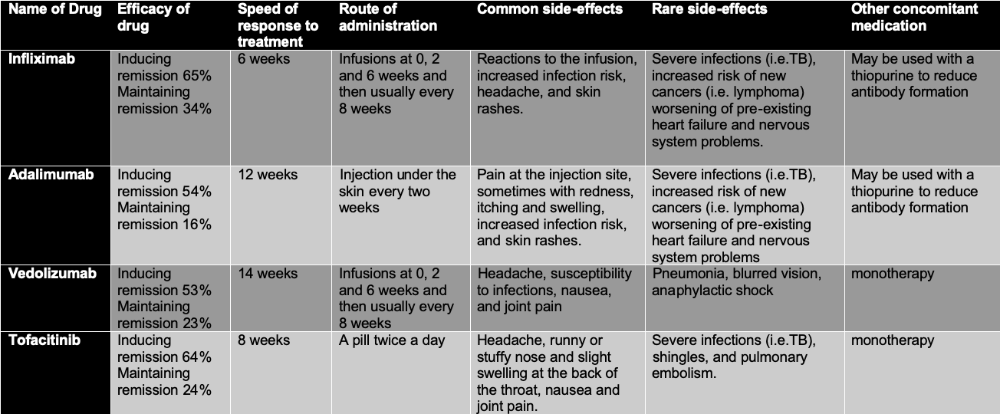 Name of Drug
Efficacy of
drug
Speed of
response to
treatment
Route of
administration
Common side-effects
Rare side-effects
Other concomitant
medication
Infliximab
Inducing
remission 65%
Maintaining
remission 34%
6 weeks
Infusions at 0, 2
and 6 weeks and
then usually every
8 weeks
Reactions to the infusion,
increased infection risk,
headache, and skin
rashes.
Severe infections (i.e.TB),
increased risk of new
cancers (i.e. lymphoma)
worsening of pre-existing
heart failure and nervous
system problems.
May be used with a
thiopurine to reduce
antibody formation
Adalimumab
Inducing
remission 54%
Maintaining
remission 16%
12 weeks
Injection under the
skin every two
weeks
Pain at the injection site,
sometimes with redness,
itching and swelling,
increased infection risk,
and skin rashes.
Severe infections (i.e.TB),
increased risk of new
cancers (i.e. lymphoma)
worsening of pre-existing
heart failure and nervous
system problems
May be used with a
thiopurine to reduce
antibody formation
Vedolizumab
Inducing
remission 53%
Maintaining
remission 23%
14 weeks
Infusions at 0, 2
and 6 weeks and
then usually every
8 weeks
Headache, susceptibility
to infections, nausea,
and joint pain
Pneumonia, blurred vision,
anaphylactic shock
monotherapy
Tofacitinib
Inducing
remission 64%
Maintaining
remission 24%
8 weeks
A pill twice a day
Headache, runny or
stuffy nose and slight
swelling at the back of
the throat, nausea and
joint pain.
Severe infections (i.e.TB),
shingles, and pulmonary
embolism.
monotherapy